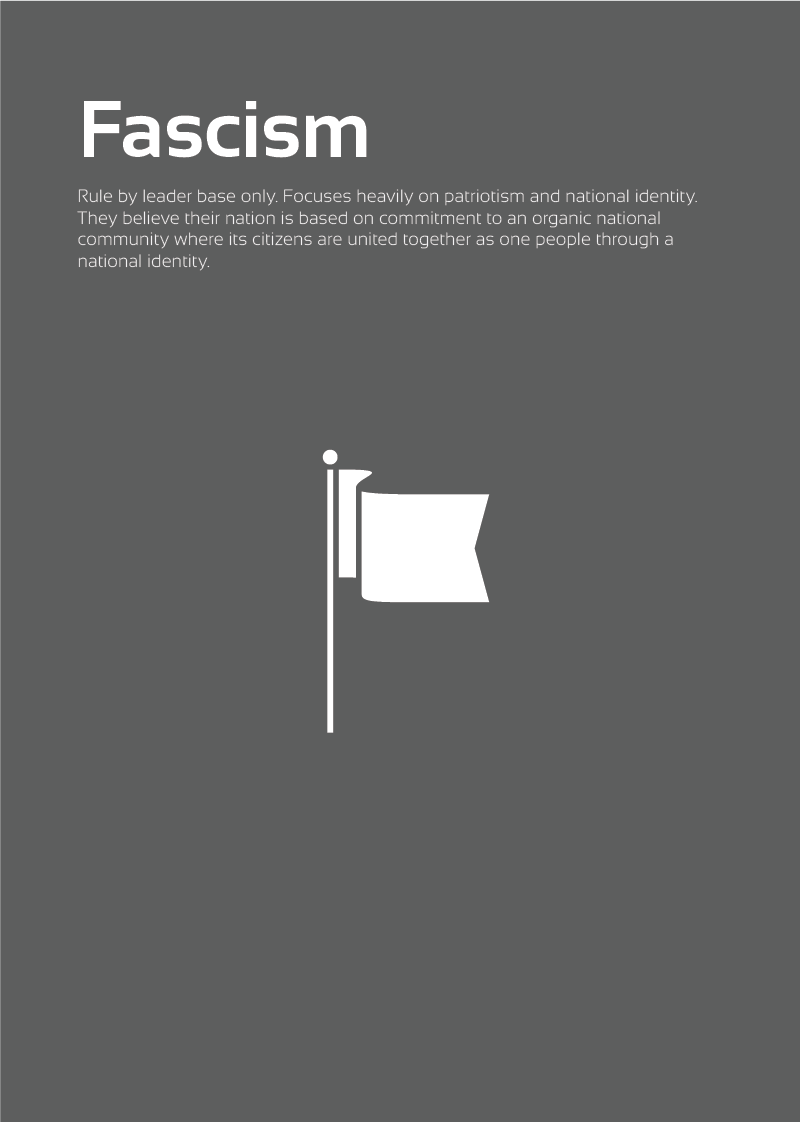 Fascism
Rule by leader base only. Focuses heavily on patriotism and national identity.
They believe their nation is based on commitment to an organic national
community where its citizens are united together as one people through a
national identity.